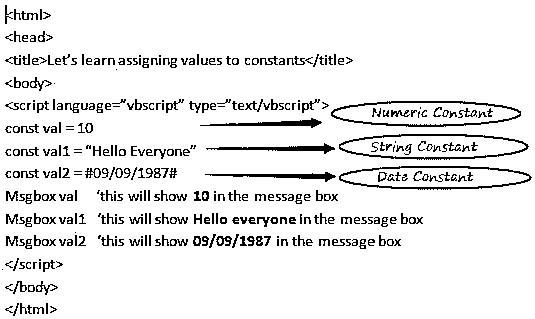 <html>
<head>
<title>Let's learn assigning values to constants</title>
<body>
<script language="vbscript" type="text/vbscript">
const val = 10
Numeric Constant
const val1 = "Hello Everyone"
String Constant
const val2 = #09/09/1987#
Date Constant
Msgbox val 'this will show 10 in the message box
Msgbox val1 'this will show Hello everyone in the message box
Msgbox val2 'this will show 09/09/1987 in the message box
</script>
</body>
</html>